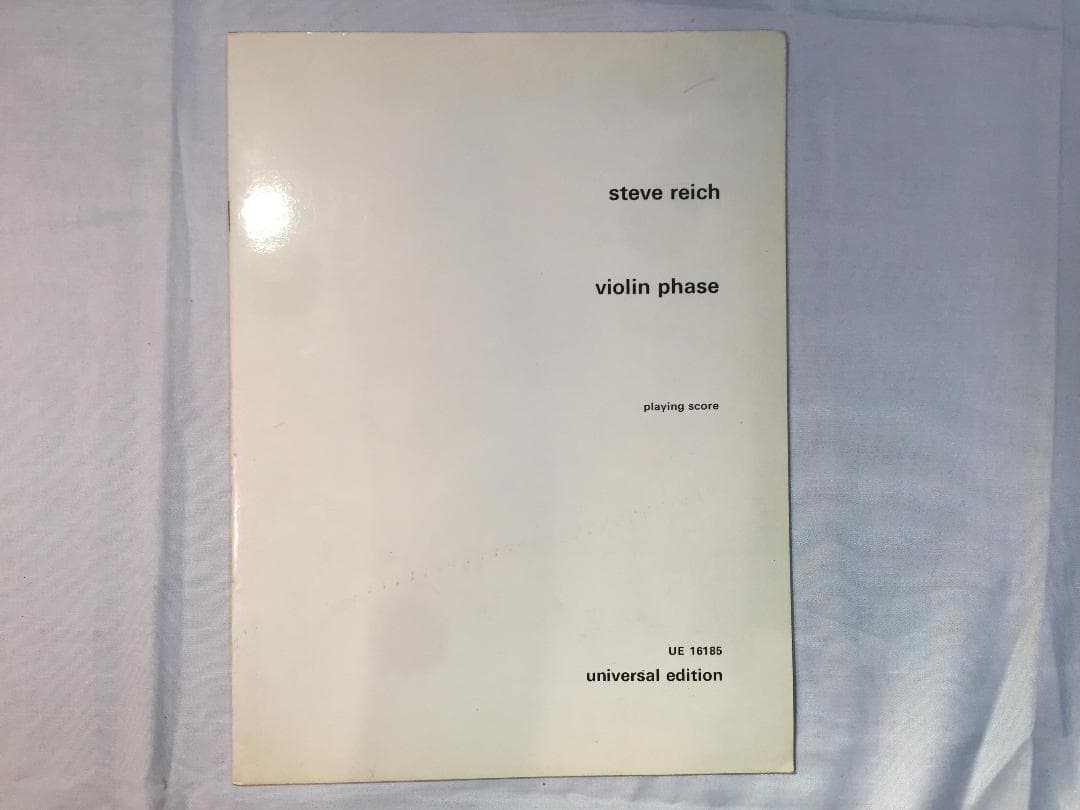 steve reich
violin phase
playing score
UE 16185
universal edition